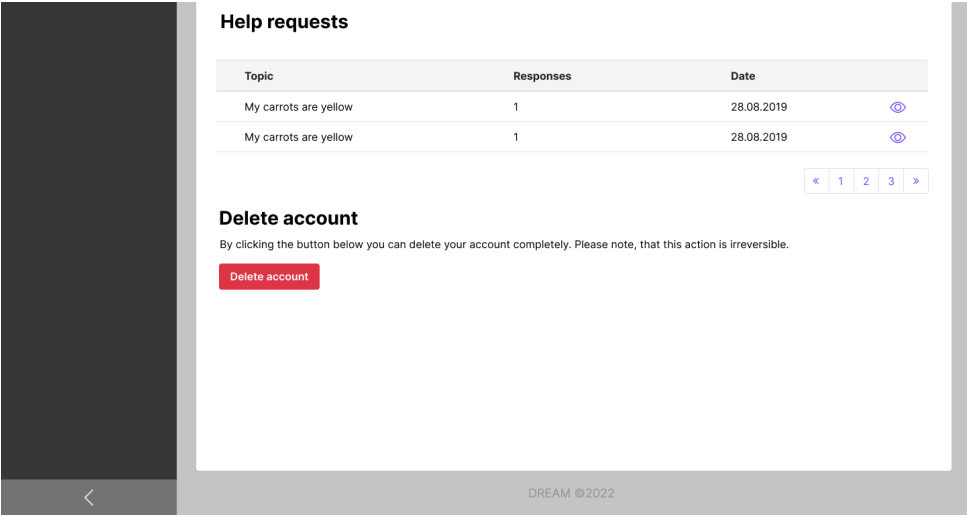 Help requests
Topic Responses Date
My carrots are yellow 1 28.08.2019
My carrots are yellow 1 28.08.2019
« 1 2 3 »
Delete account
By clicking the button below you can delete your account completely. Please note, that this action is irreversible.
Delete account
DREAM ©2022